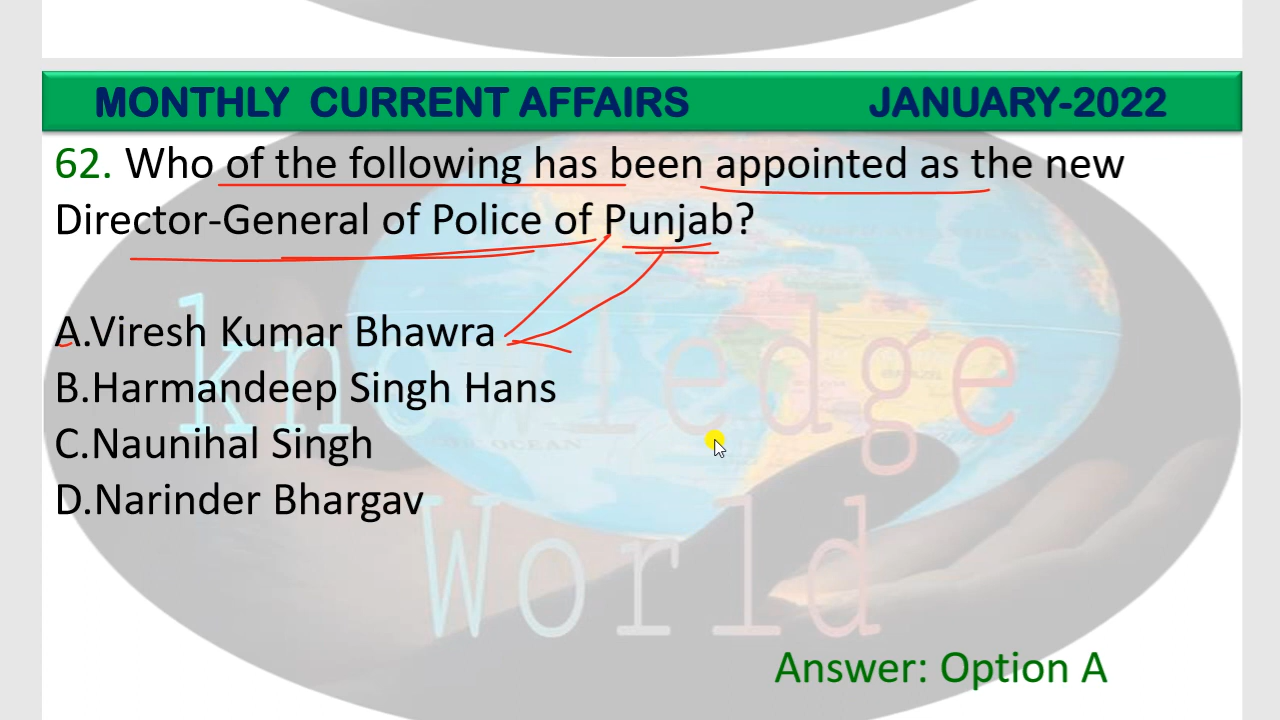 MONTHLY CURRENT AFFAIRS JANUARY-2022
62. Who of the following has been appointed as the new
Director-General of Police of Punjab?
A.Viresh Kumar Bhawra
B.Harmandeep Singh Hans
C.Naunihal Singh
D.Narinder Bhargav
knowledge
World
Answer: Option A